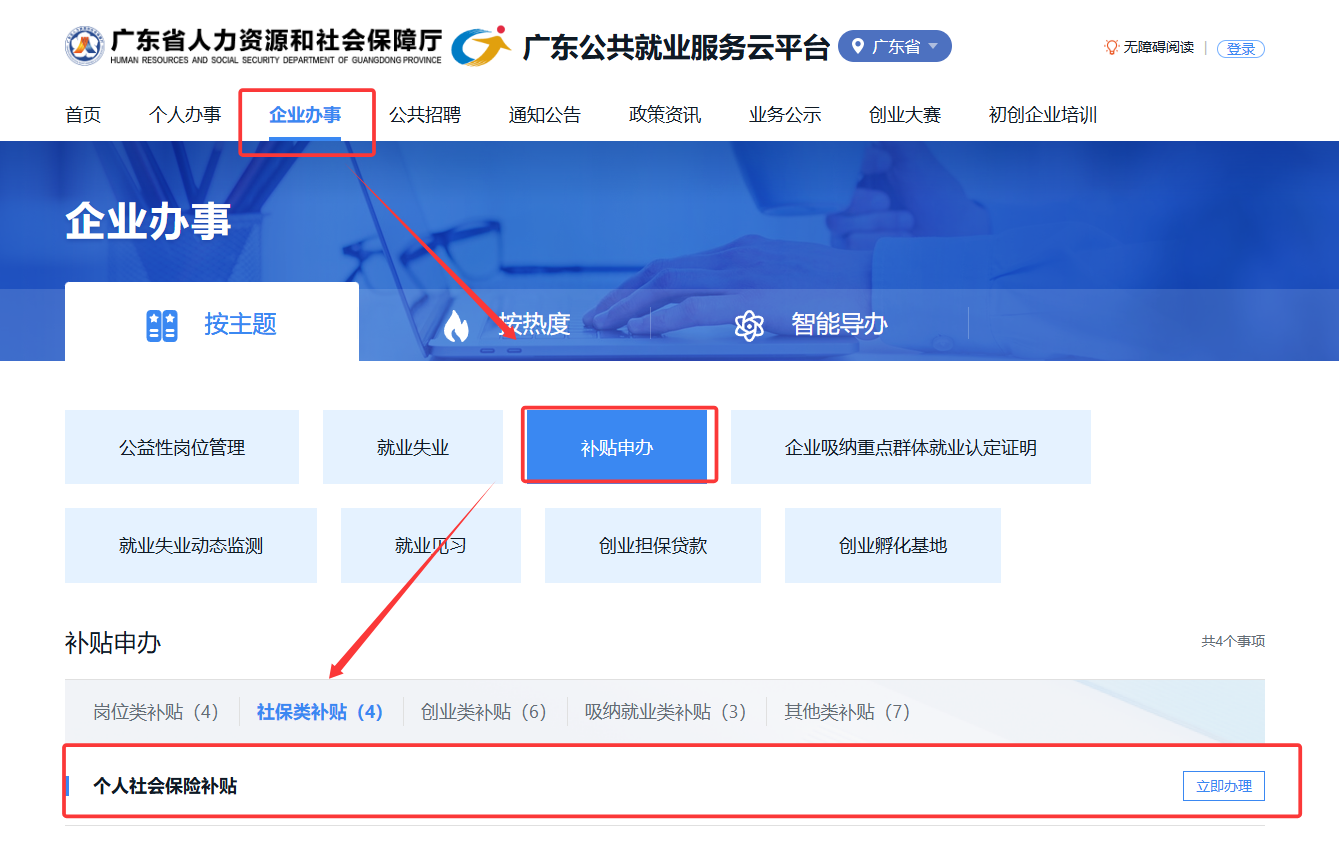 广东省人力资源和社会保障厅
HUMAN RESOURCES AND SOCIAL SECURITY DEPARTMENT OF GUANGDONG PROVINCE
广东公共就业服务云平台
广东省
无障碍阅读
登录
首页 个人办事 企业办事 公共招聘 通知公告 政策资讯 业务公示 创业大赛 初创企业培训
企业办事
按主题 按热度 智能导办
公益性岗位管理 就业失业 补贴申办 企业吸纳重点群体就业认定证明
就业失业动态监测 就业见习 创业担保贷款 创业孵化基地
补贴申办 共4个事项
岗位类补贴（4） 社保类补贴（4） 创业类补贴（6） 吸纳就业类补贴（3） 其他类补贴（7）
个人社会保险补贴 立即办理